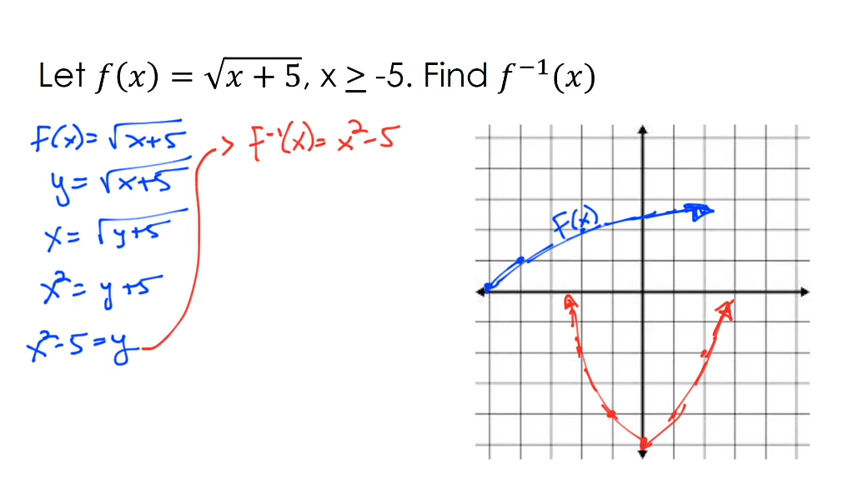 Let f(x) = √(x + 5), x ≥ -5. Find f⁻¹(x)
F(x) = √(x+5)
y = √(x+5)
x = √(y+5)
x² = y+5
x² - 5 = y
F⁻¹(x) = x² - 5
F(x)